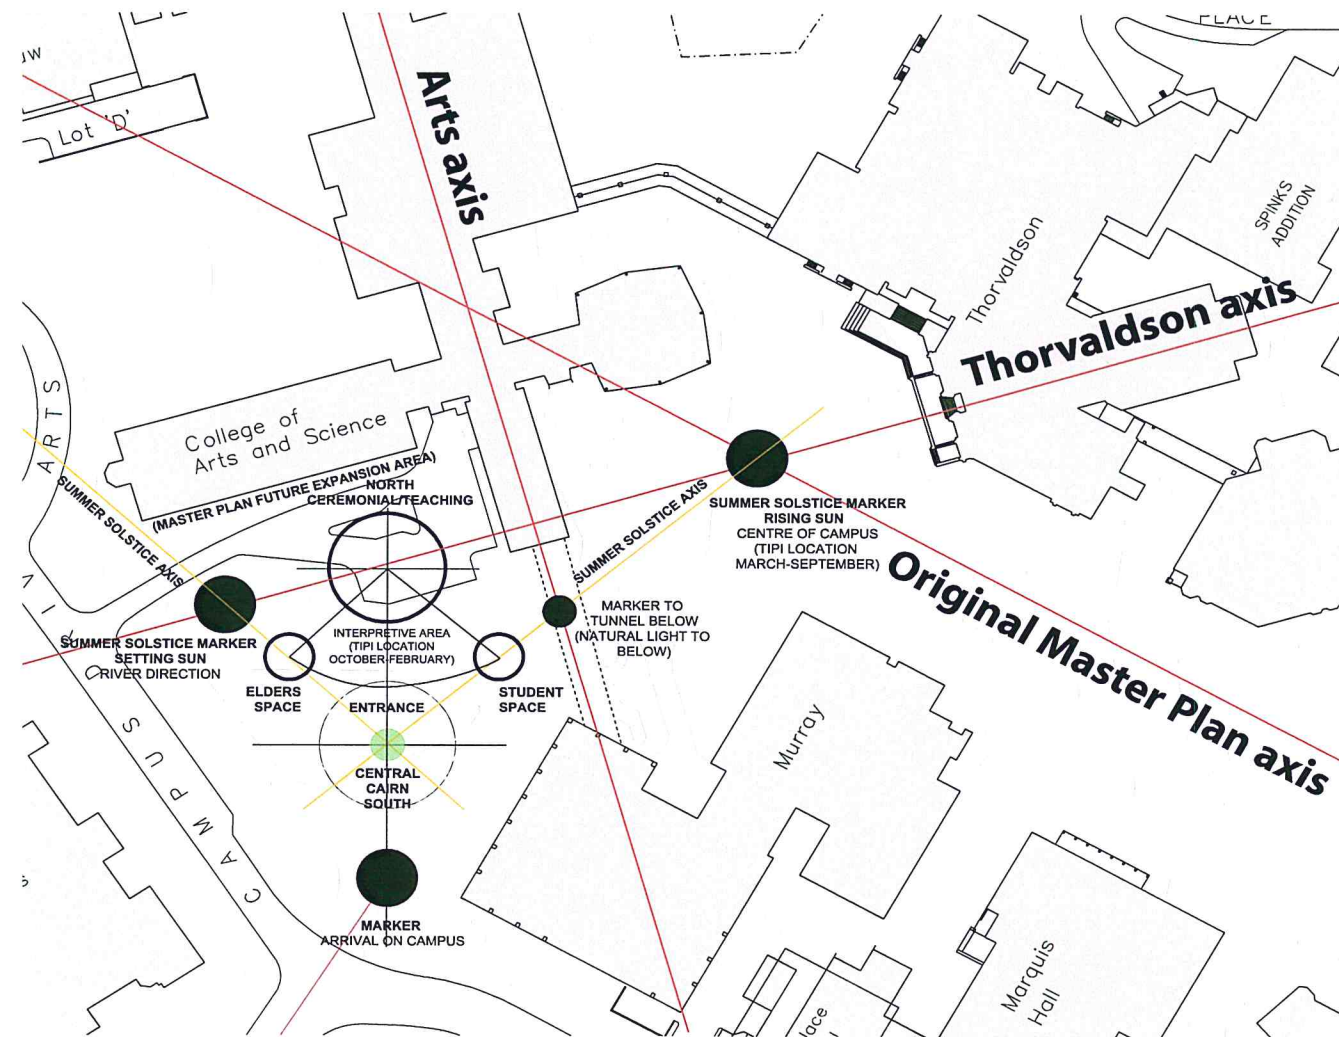 PLACE
Lot 'D'
Arts axis
SPINKS
ADDITION
Thorvaldson
Thorvaldson axis
ARTS
College of
Arts and Science
(MASTER PLAN FUTURE EXPANSION AREA)
NORTH
CEREMONIAL/TEACHING
SUMMER SOLSTICE AXIS
SUMMER SOLSTICE AXIS
SUMMER SOLSTICE MARKER
RISING SUN
CENTRE OF CAMPUS
(TIPI LOCATION
MARCH-SEPTEMBER)
Original Master Plan axis
MARKER TO
TUNNEL BELOW
(NATURAL LIGHT TO
BELOW)
INTERPRETIVE AREA
(TIPI LOCATION
OCTOBER-FEBRUARY)
SUMMER SOLSTICE MARKER
SETTING SUN
RIVER DIRECTION
ELDERS
SPACE
STUDENT
SPACE
ENTRANCE
CENTRAL
CAIRN
SOUTH
CAMPUS
Murray
MARKER
ARRIVAL ON CAMPUS
Marquis
Hall